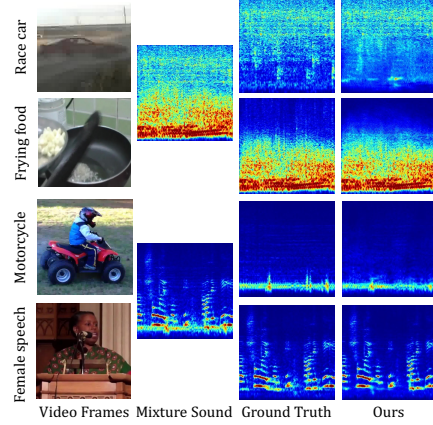 Race car
Frying food
Motorcycle
Female speech
Video Frames Mixture Sound Ground Truth Ours